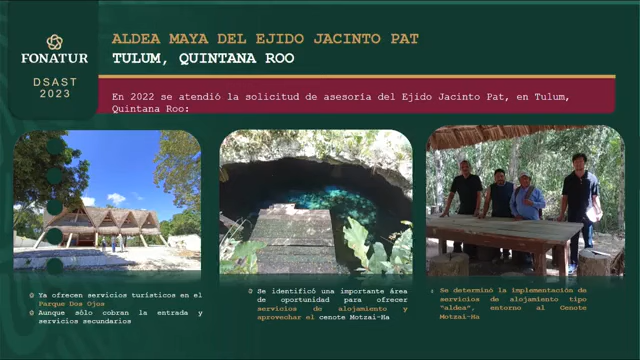 ALDEA MAYA DEL EJIDO JACINTO PAT
TULUM, QUINTANA ROO
FONATUR
DSAST
2023
En 2022 se atendió la solicitud de asesoría del Ejido Jacinto Pat, en Tulum,
Quintana Roo:
Ya ofrecen servicios turísticos en el
Parque Dos Ojos
Aunque sólo cobran la entrada y
servicios secundarios
Se identificó una importante área
de oportunidad para ofrecer
servicios de alojamiento y
aprovechar el cenote Motzai-Ha
Se determinó la implementación de
servicios de alojamiento tipo
"aldea", entorno al Cenote
Motzai-Ha